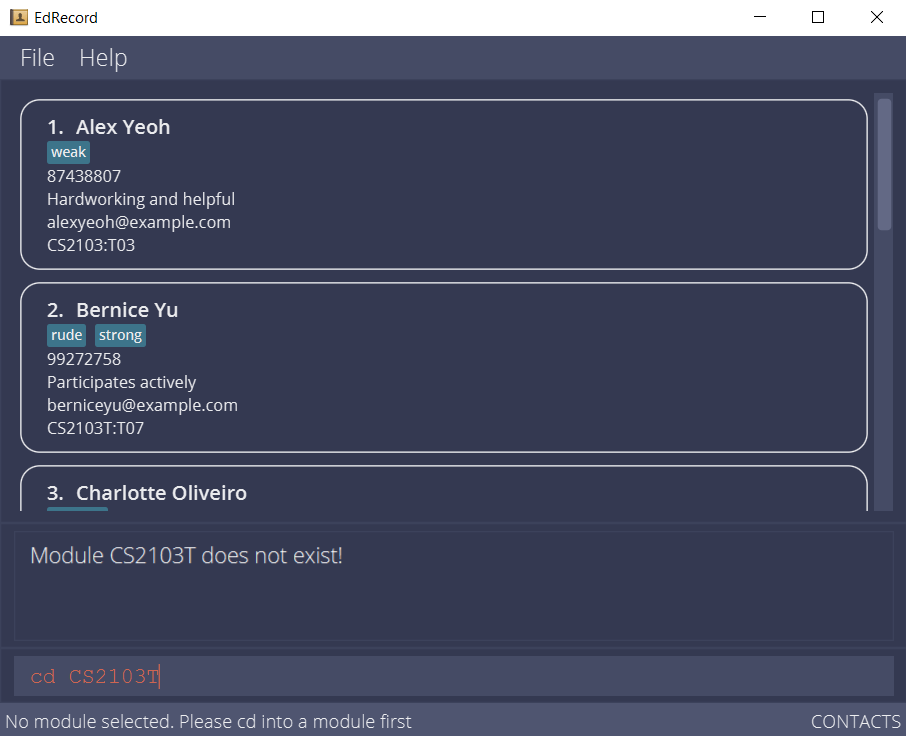 EdRecord
File Help
1. Alex Yeoh
weak
87438807
Hardworking and helpful
alexyeoh@example.com
CS2103:T03
2. Bernice Yu
rude strong
99272758
Participates actively
berniceyu@example.com
CS2103T:T07
3. Charlotte Oliveiro
Module CS2103T does not exist!
cd CS2103T
No module selected. Please cd into a module first CONTACTS